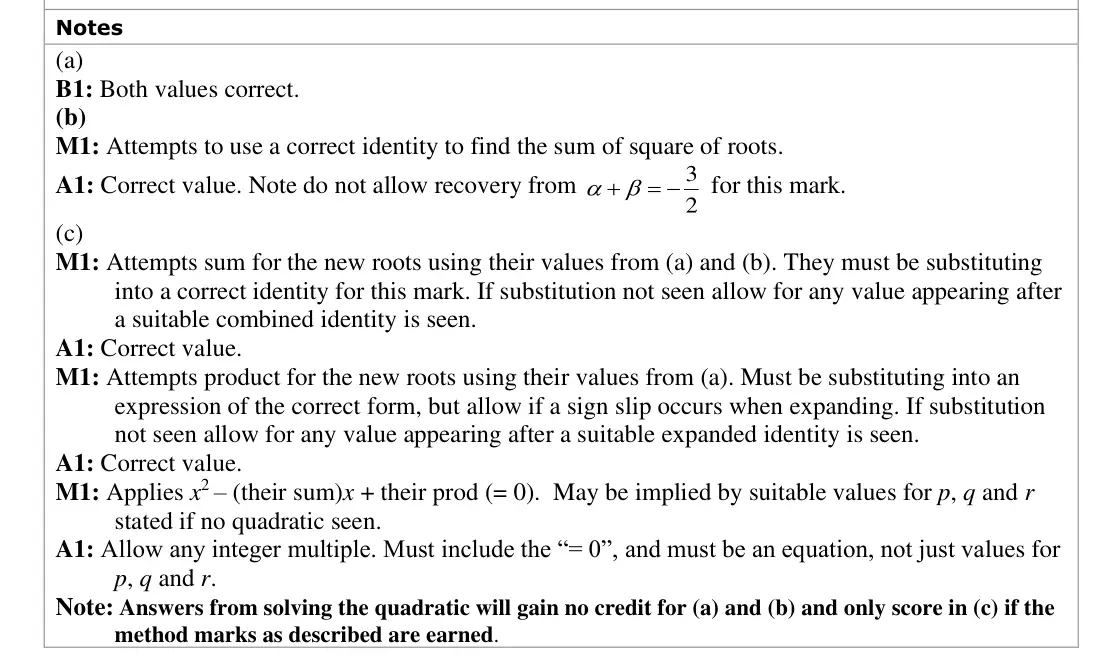 Notes
(a)
B1: Both values correct.
(b)
M1: Attempts to use a correct identity to find the sum of square of roots.
A1: Correct value. Note do not allow recovery from α + β = −3/2 for this mark.
(c)
M1: Attempts sum for the new roots using their values from (a) and (b). They must be substituting
into a correct identity for this mark. If substitution not seen allow for any value appearing after
a suitable combined identity is seen.
A1: Correct value.
M1: Attempts product for the new roots using their values from (a). Must be substituting into an
expression of the correct form, but allow if a sign slip occurs when expanding. If substitution
not seen allow for any value appearing after a suitable expanded identity is seen.
A1: Correct value.
M1: Applies x² – (their sum)x + their prod (= 0). May be implied by suitable values for p, q and r
stated if no quadratic seen.
A1: Allow any integer multiple. Must include the “= 0”, and must be an equation, not just values for
p, q and r.
Note: Answers from solving the quadratic will gain no credit for (a) and (b) and only score in (c) if the
method marks as described are earned.